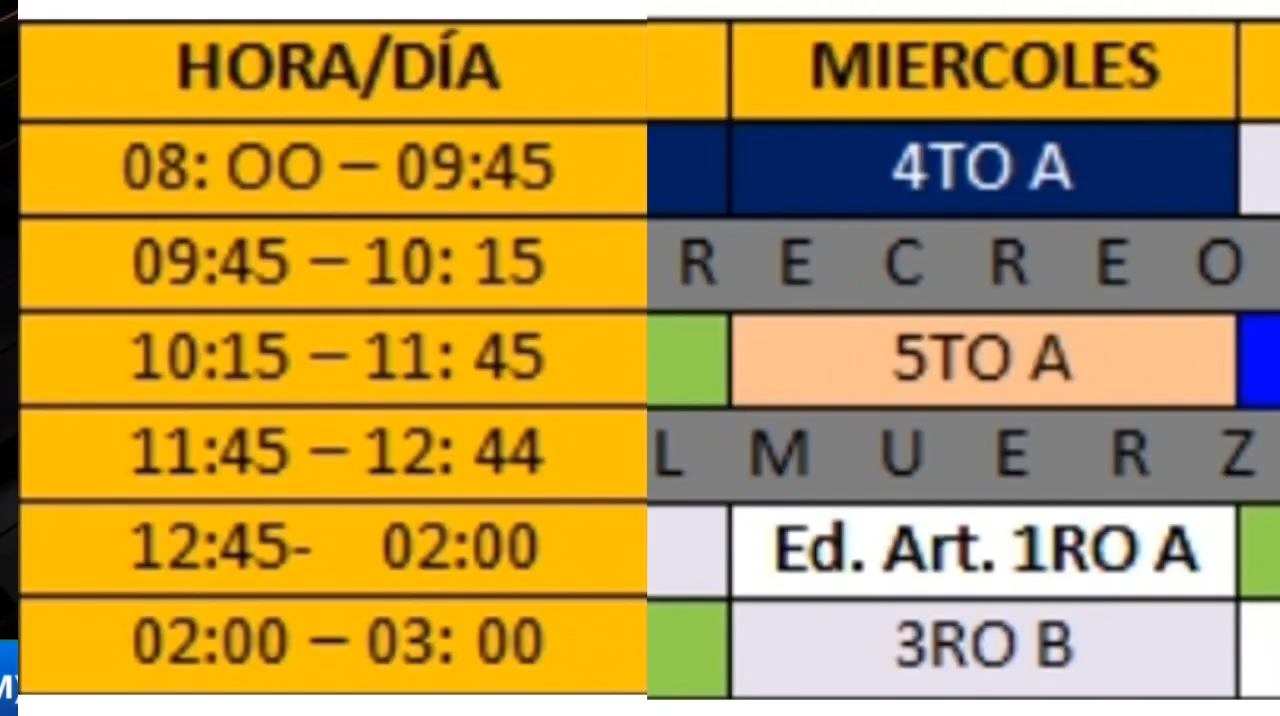 HORA/DÍA MIERCOLES
08: OO – 09:45 4TO A
09:45 – 10: 15 R E C R E O
10:15 – 11: 45 5TO A
11:45 – 12: 44 L M U E R Z
12:45- 02:00 Ed. Art. 1RO A
02:00 – 03: 00 3RO B